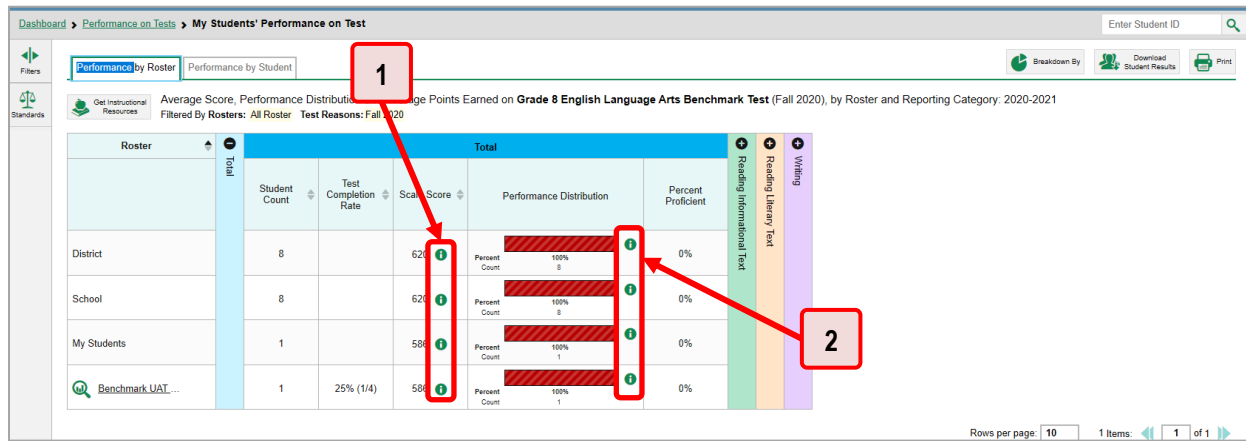 Dashboard > Performance on Tests > My Students' Performance on Test
Enter Student ID
Filters
Standards
Performance by Roster
Performance by Student
Breakdown By
Download Student Results
Print
1
Get Instructional Resources
Average Score, Performance Points Earned on Grade 8 English Language Arts Benchmark Test (Fall 2020), by Roster and Reporting Category: 2020-2021
Filtered By Rosters: All Roster Test Reasons: Fall 2020
Roster
Total
Total
Reading Informational Text
Reading Literary Text
Writing
Student Count
Test Completion Rate
Score
Performance Distribution
Percent Proficient
District 8 620 Percent 100% 0%
Count 8
School 8 620 Percent 100% 0%
Count 8
My Students 1 586 Percent 100% 0%
Count 1
Benchmark UAT ... 1 25% (1/4) 586 Percent 100% 0%
Count 1
2
Rows per page: 10 1 Items: 1 of 1